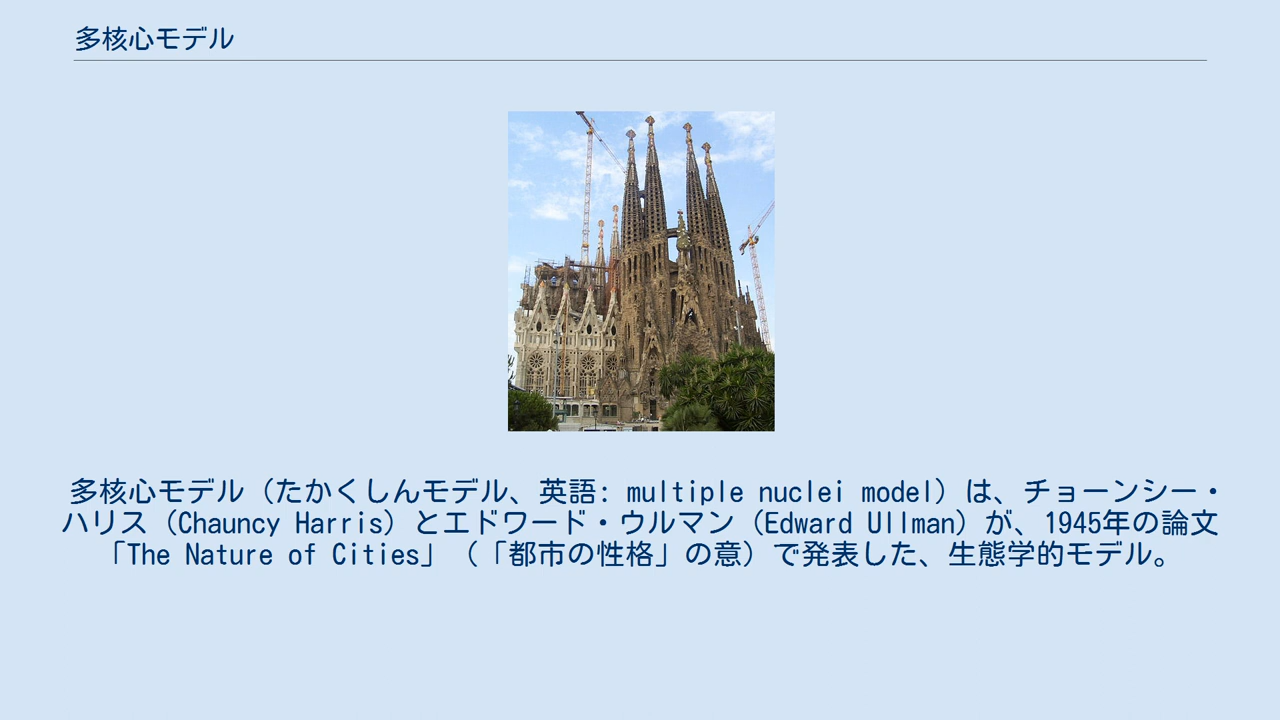 多核心モデル
多核心モデル（たかくしんモデル、英語: multiple nuclei model）は、チョーンシー・
ハリス（Chauncy Harris）とエドワード・ウルマン（Edward Ullman）が、1945年の論文
「The Nature of Cities」（「都市の性格」の意）で発表した、生態学的モデル。